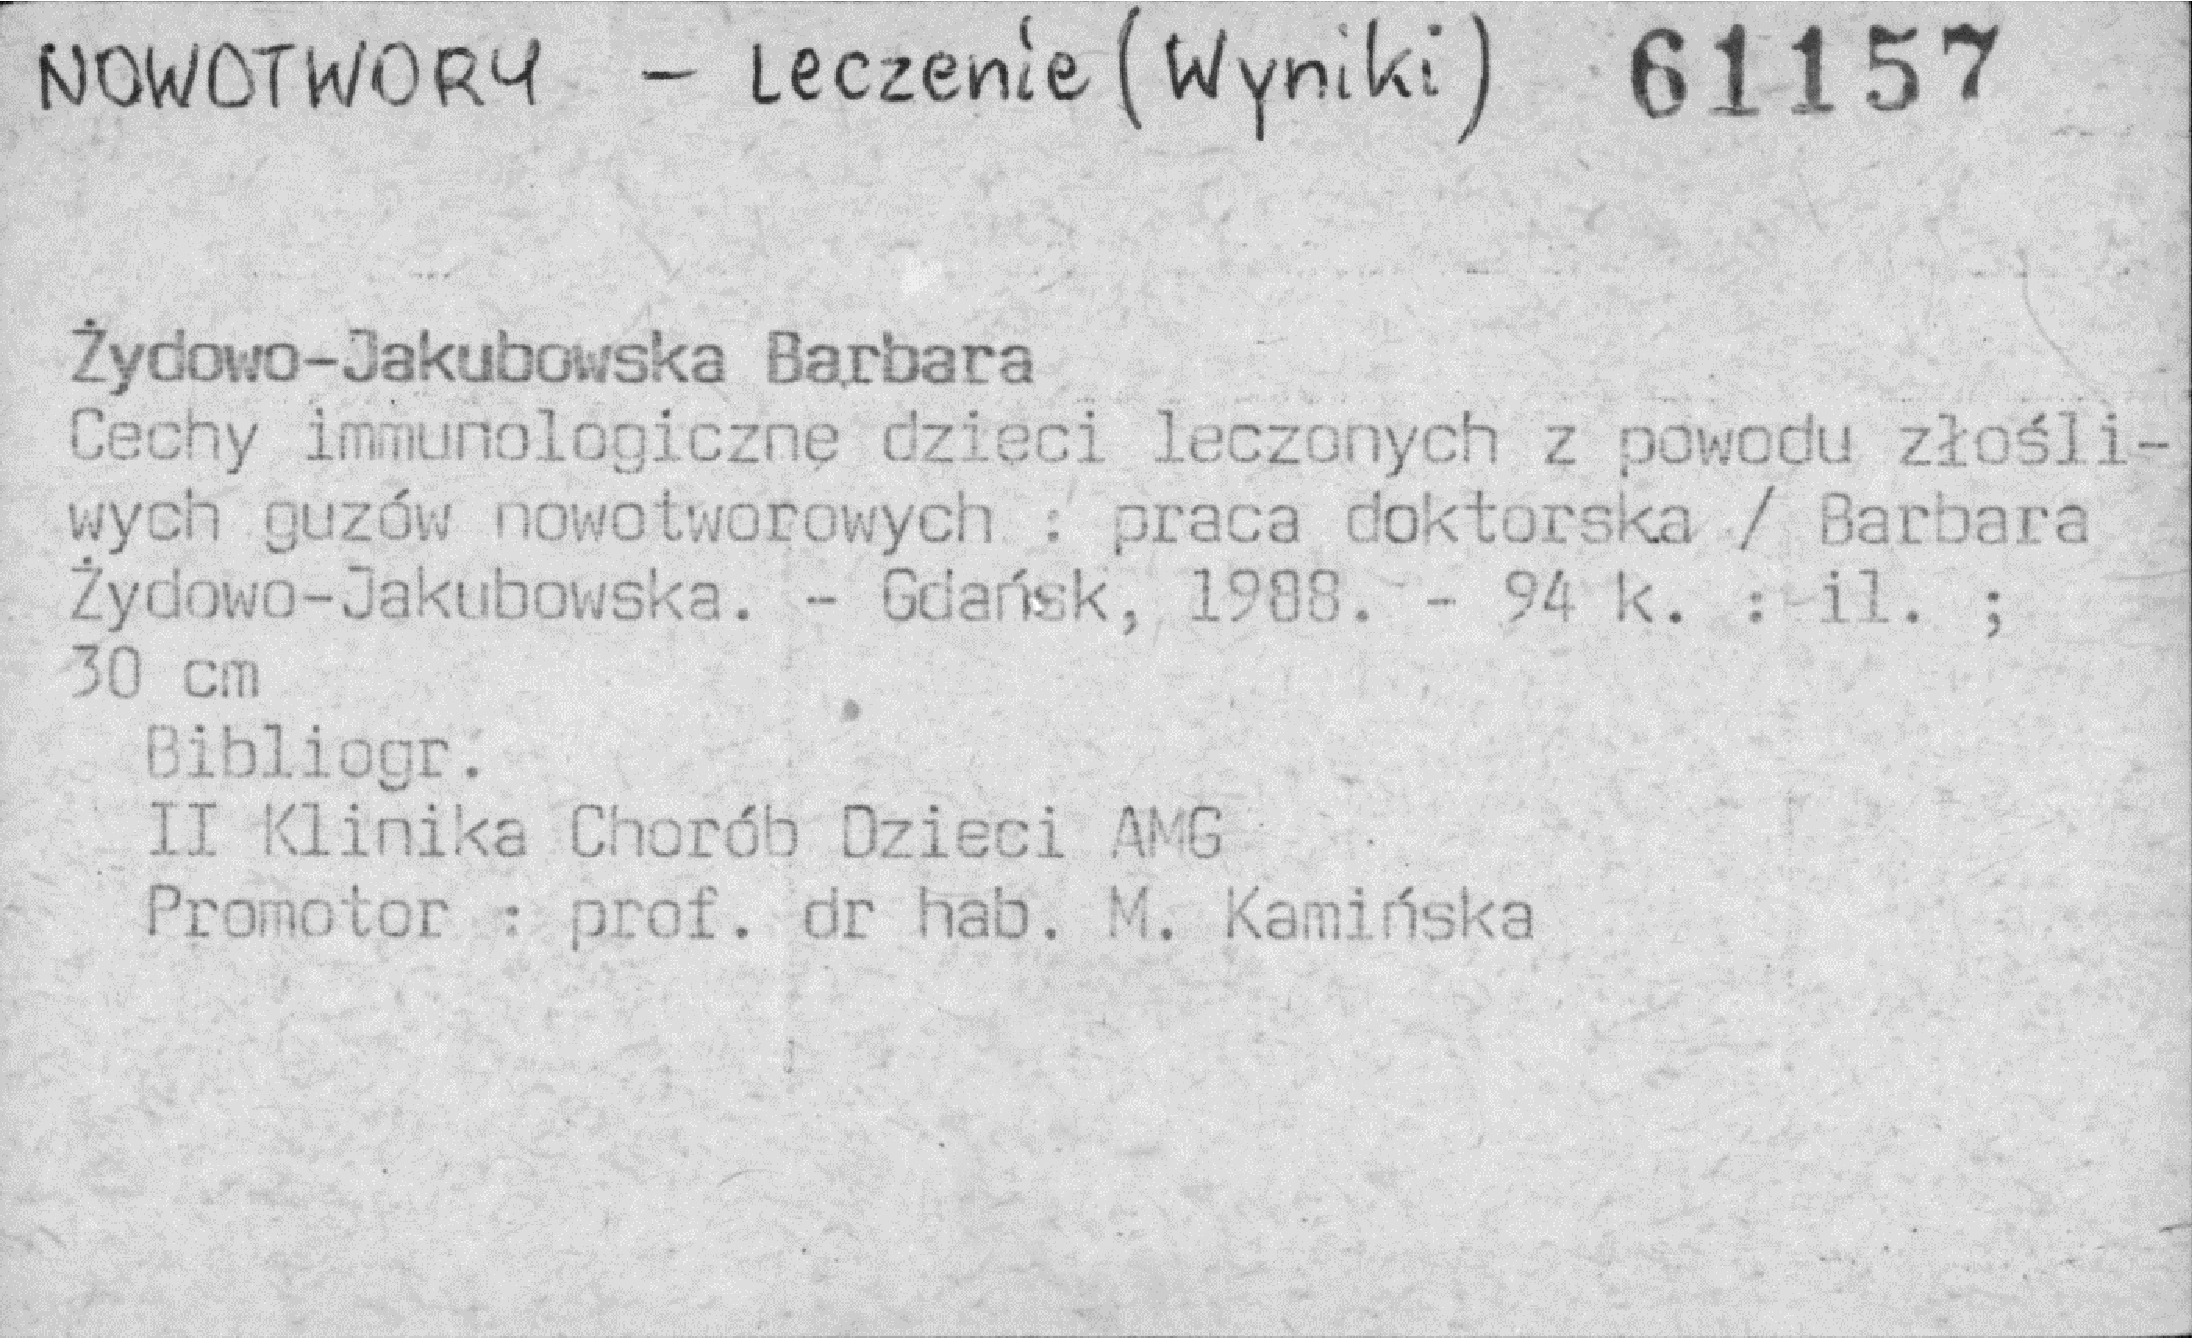 NOWOTWORY - Leczenie (Wyniki) 61157
Żydowo-Jakubowska Barbara
Cechy immunologiczne dzieci leczonych z powodu złośli-
wych guzów nowotworowych : praca doktorska / Barbara
Żydowo-Jakubowska. - Gdańsk, 1988. - 94 k. : il. ;
30 cm
Bibliogr.
II Klinika Chorób Dzieci AMG
Promotor : prof. dr hab. M. Kamińska